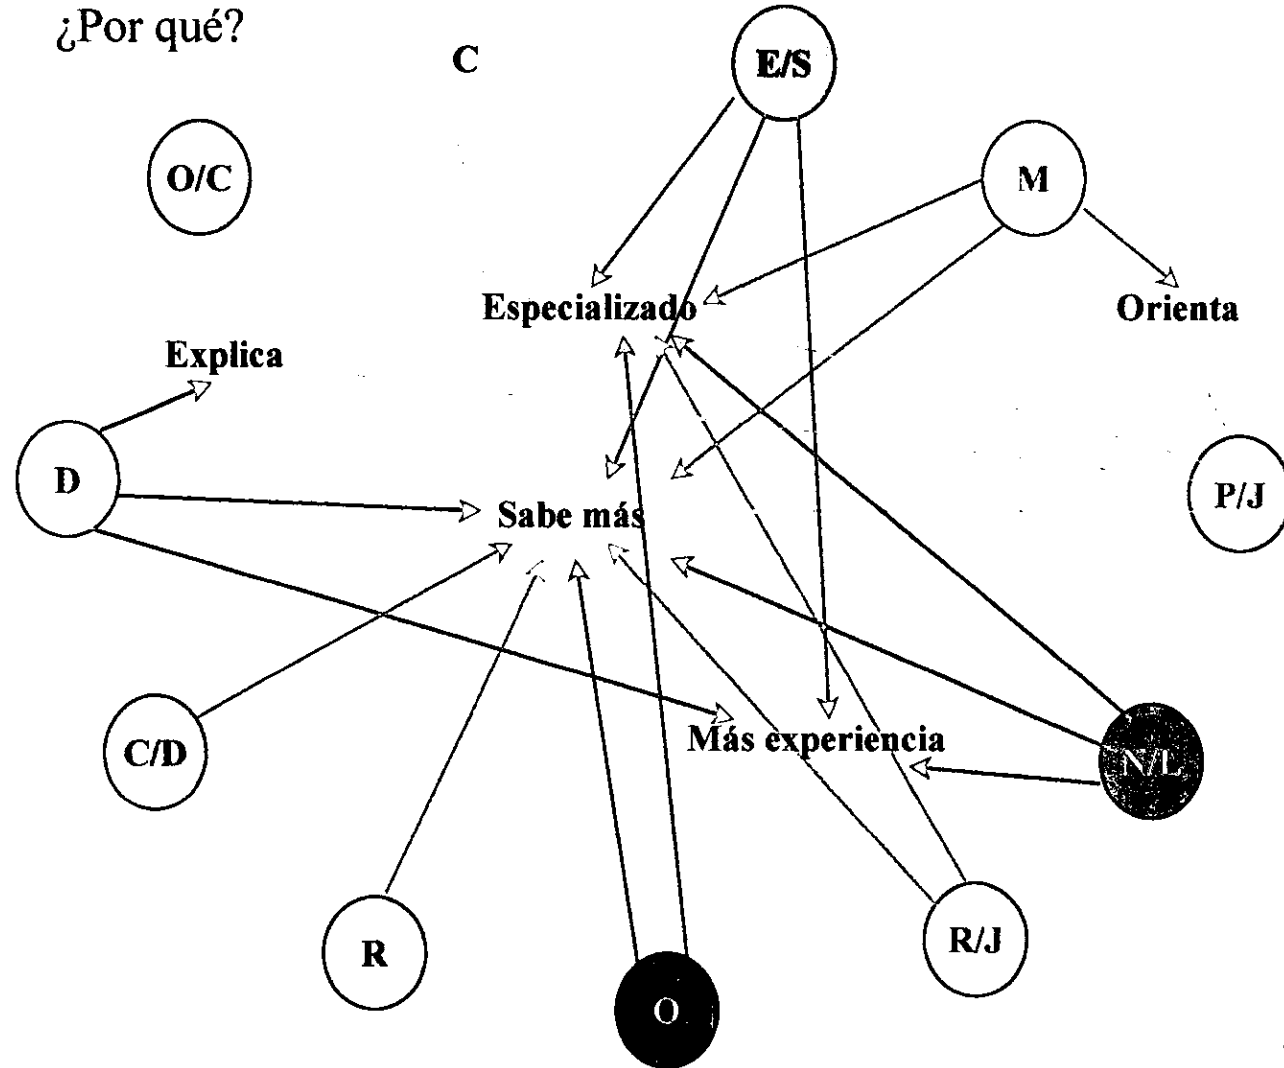 ¿Por qué?
C
E/S
O/C
M
Especializado
Orienta
Explica
D
P/J
Sabe más
Más experiencia
C/D
N/L
R
R/J
O